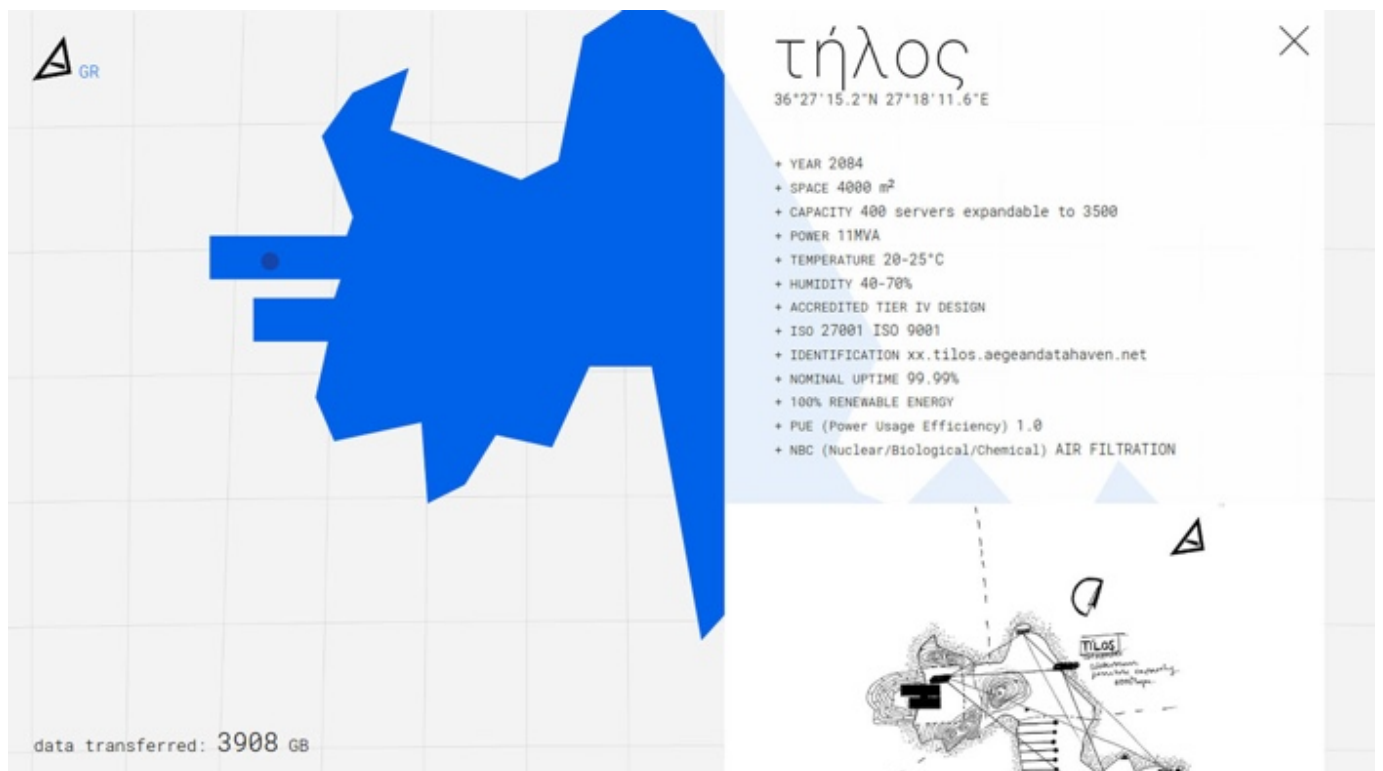 GR
τήλος
36°27'15.2"N 27°18'11.6"E
+ YEAR 2084
+ SPACE 4000 m²
+ CAPACITY 400 servers expandable to 3500
+ POWER 11MVA
+ TEMPERATURE 20-25°C
+ HUMIDITY 40-70%
+ ACCREDITED TIER IV DESIGN
+ ISO 27001 ISO 9001
+ IDENTIFICATION xx.tilos.aegeandatahaven.net
+ NOMINAL UPTIME 99.99%
+ 100% RENEWABLE ENERGY
+ PUE (Power Usage Efficiency) 1.0
+ NBC (Nuclear/Biological/Chemical) AIR FILTRATION
TILOS
data transferred: 3908 GB